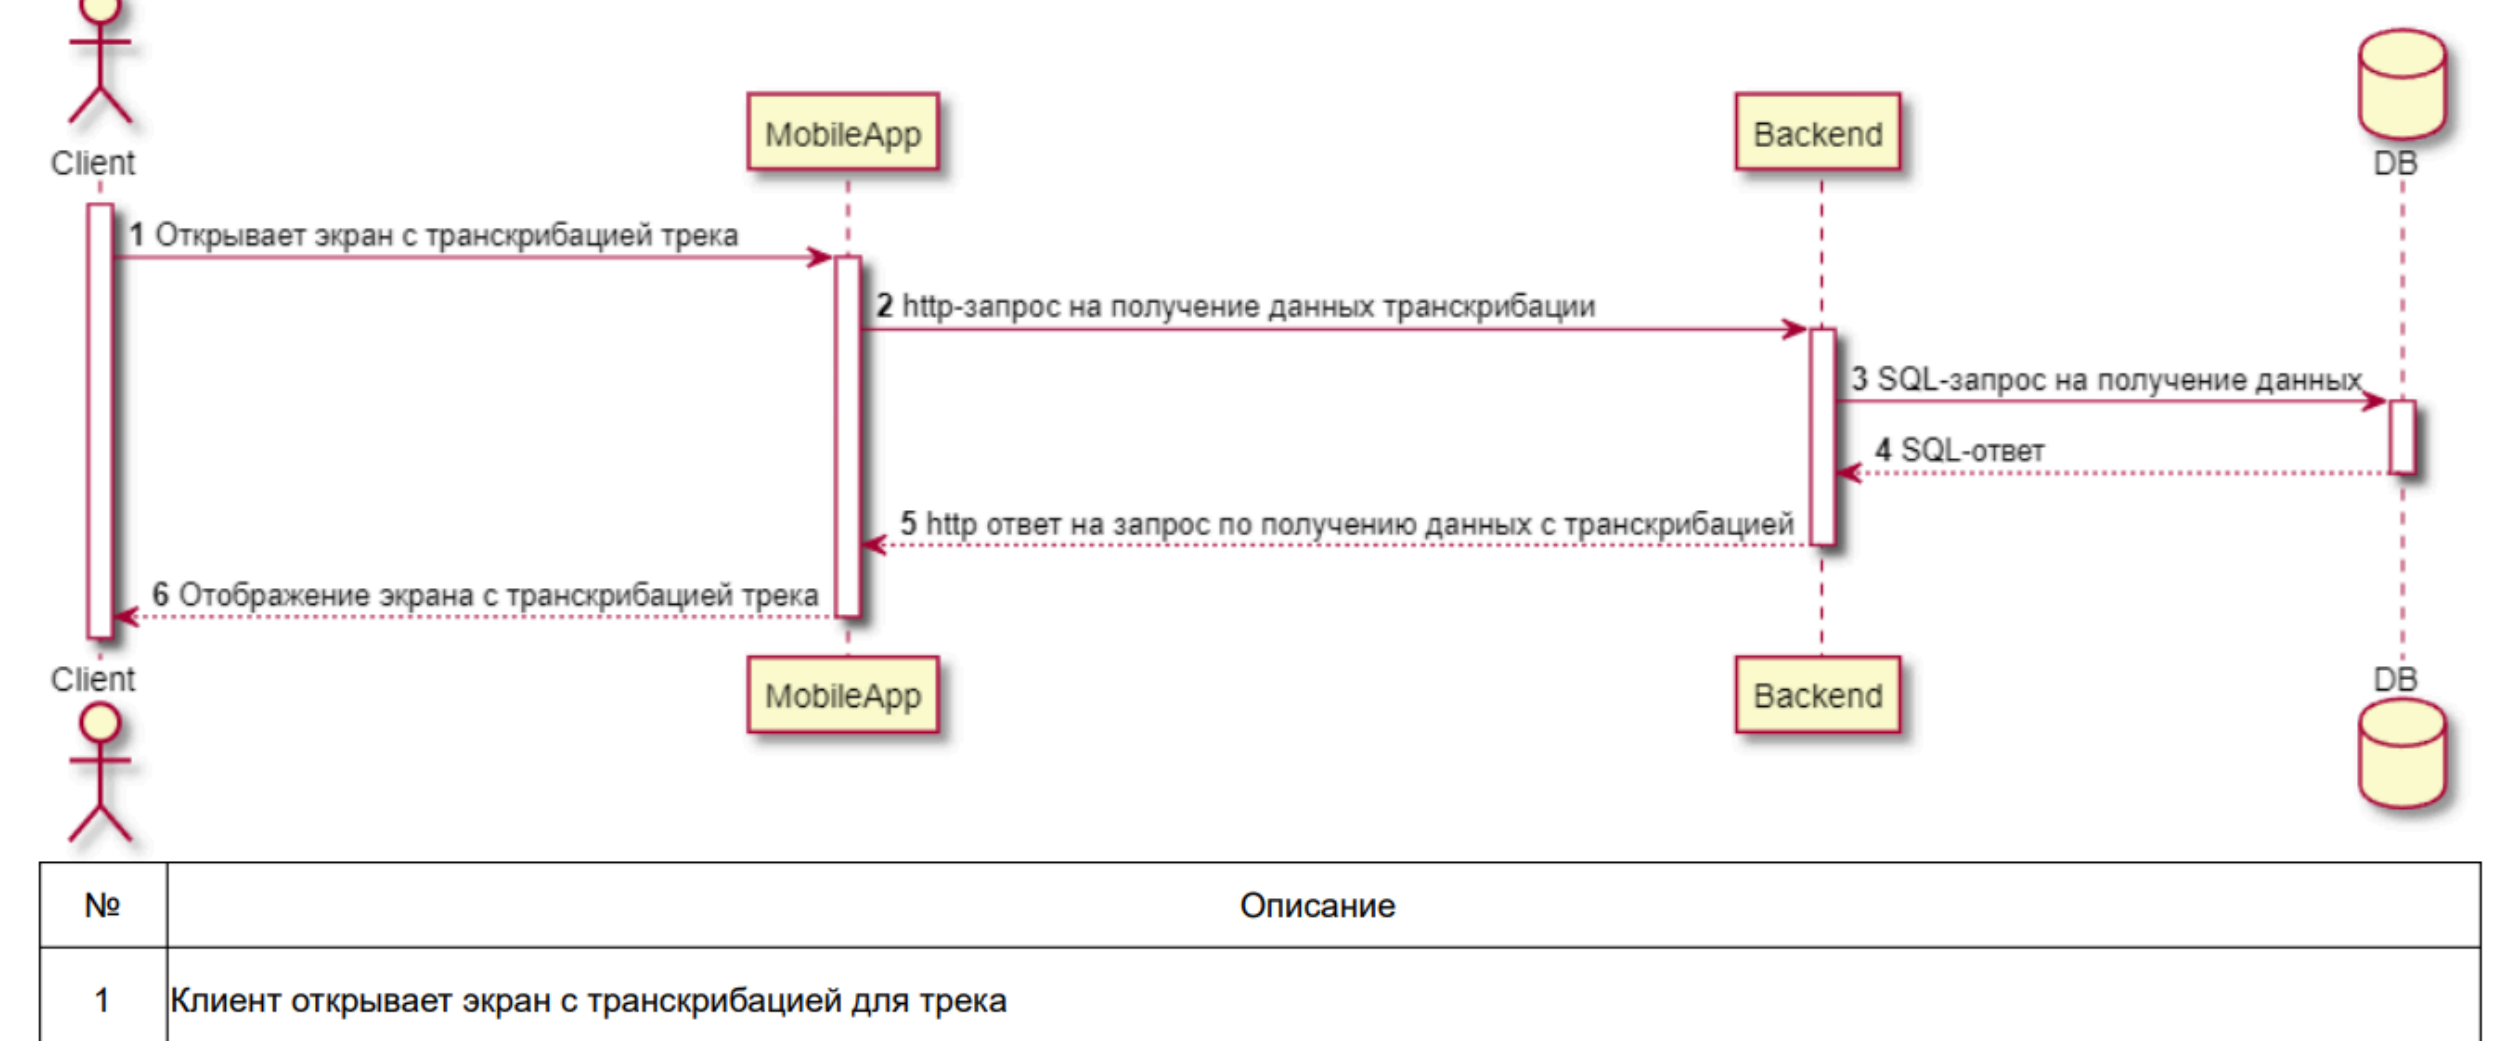 Client
MobileApp
Backend
DB
1 Открывает экран с транскрибацией трека
2 http-запрос на получение данных транскрибации
3 SQL-запрос на получение данных
4 SQL-ответ
5 http ответ на запрос по получению данных с транскрибацией
6 Отображение экрана с транскрибацией трека
Client
MobileApp
Backend
DB
№ Описание
1 Клиент открывает экран с транскрибацией для трека